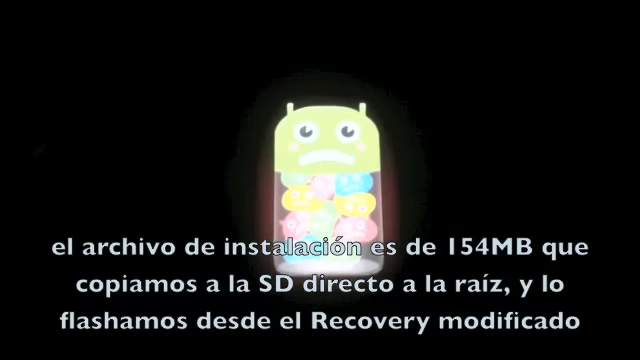 el archivo de instalación es de 154MB que
copiamos a la SD directo a la raíz, y lo
flashamos desde el Recovery modificado